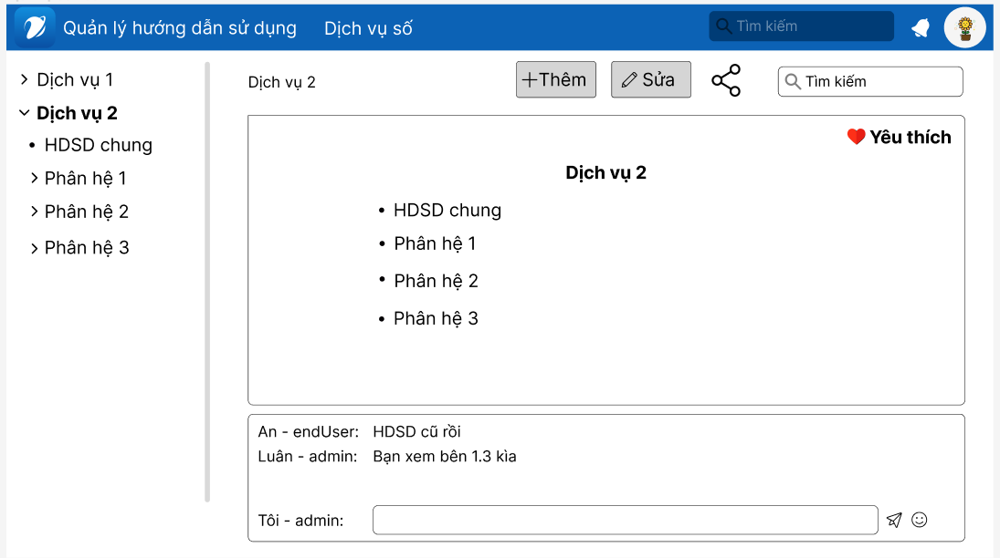 Quản lý hướng dẫn sử dụng
Dịch vụ số
Tìm kiếm
Dịch vụ 1
Dịch vụ 2
HDSD chung
Phân hệ 1
Phân hệ 2
Phân hệ 3
Dịch vụ 2
+Thêm
Sửa
Tìm kiếm
Yêu thích
Dịch vụ 2
• HDSD chung
• Phân hệ 1
• Phân hệ 2
• Phân hệ 3
An - endUser: HDSD cũ rồi
Luân - admin: Bạn xem bên 1.3 kìa
Tôi - admin: